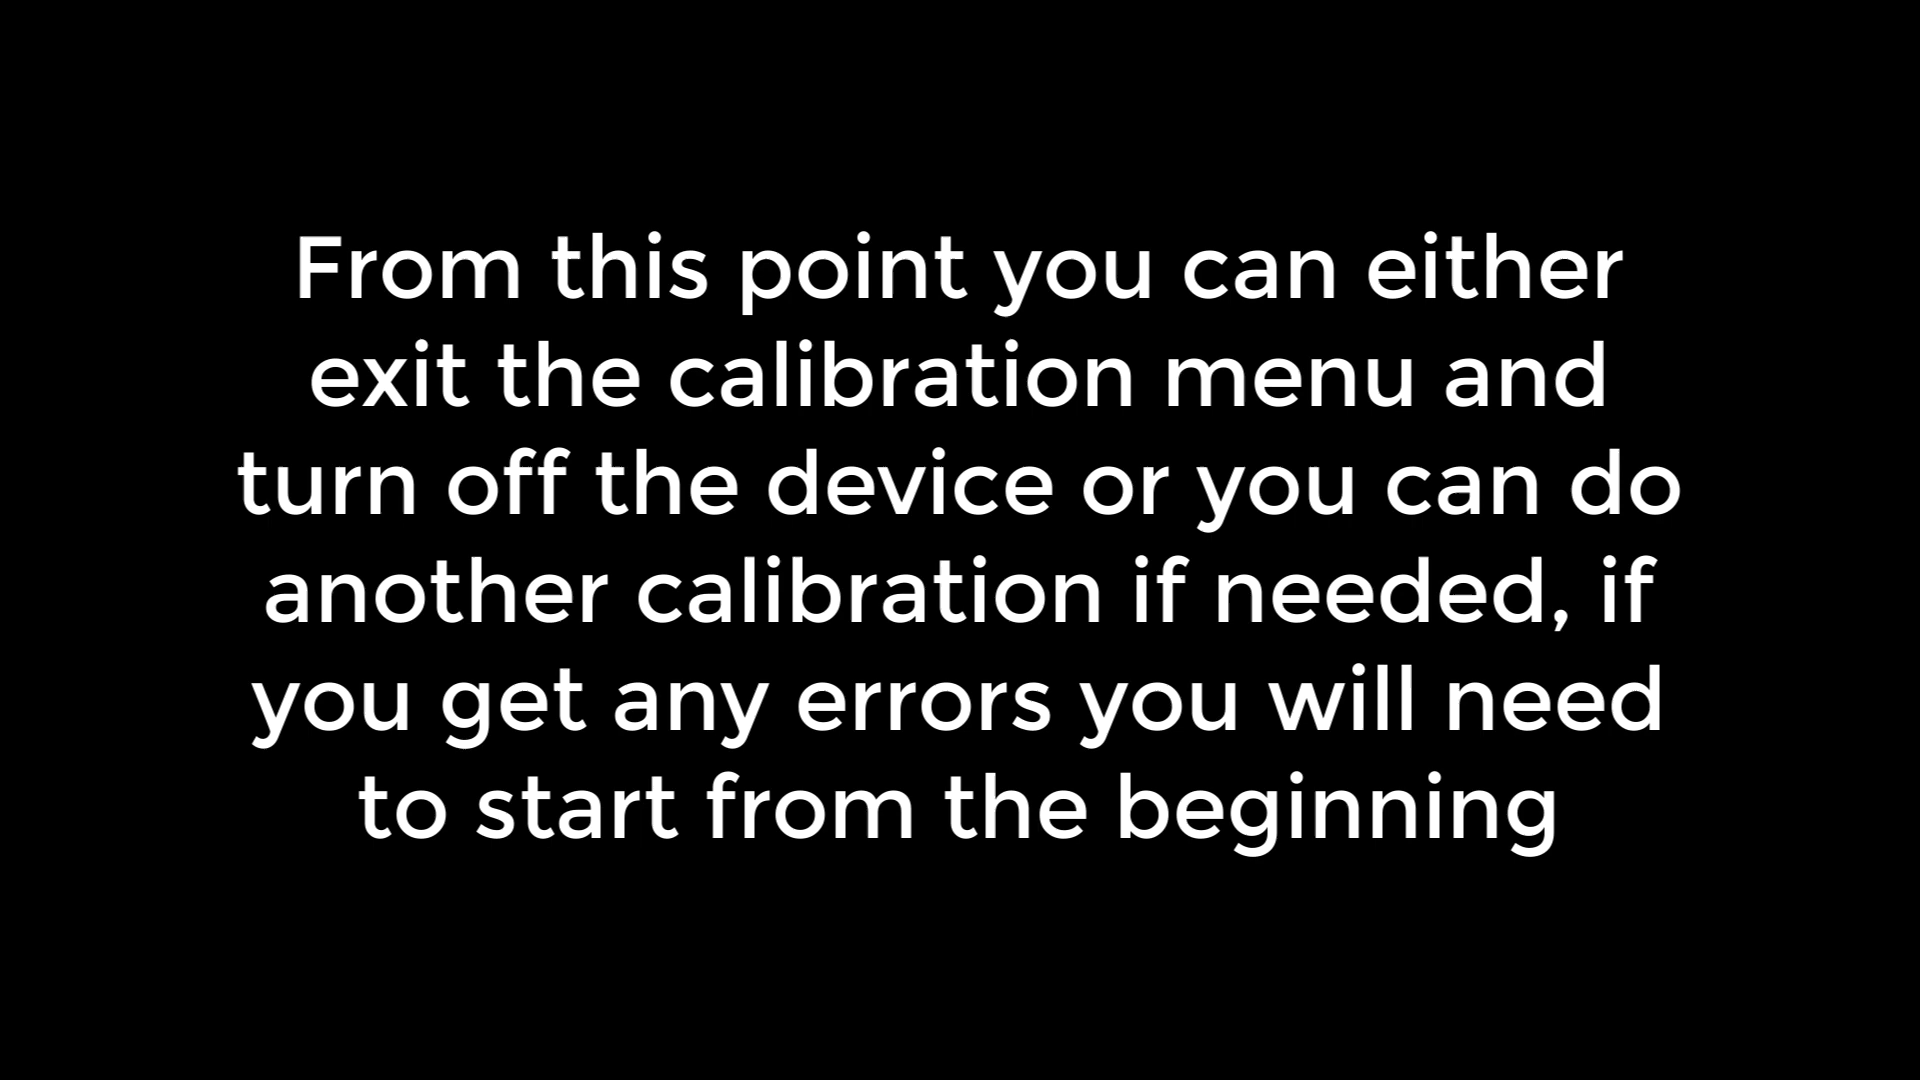 From this point you can either
exit the calibration menu and
turn off the device or you can do
another calibration if needed, if
you get any errors you will need
to start from the beginning